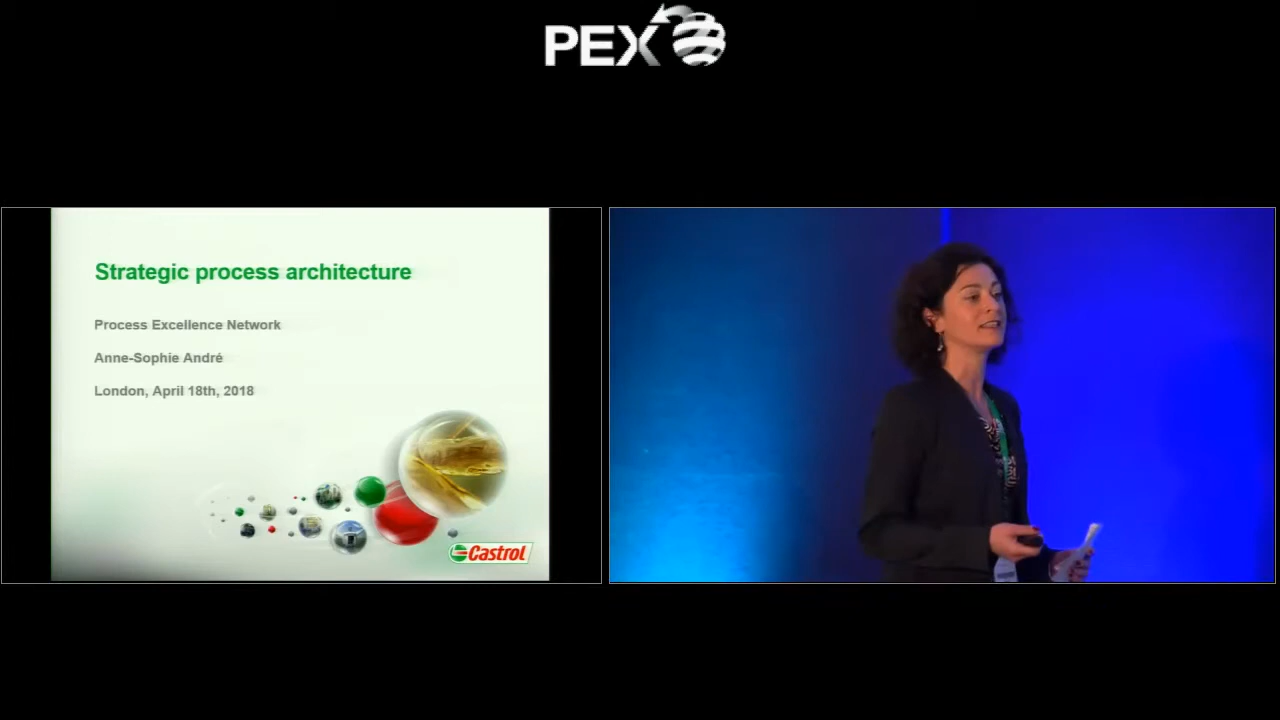 PEX
Strategic process architecture
Process Excellence Network
Anne-Sophie André
London, April 18th, 2018
Castrol